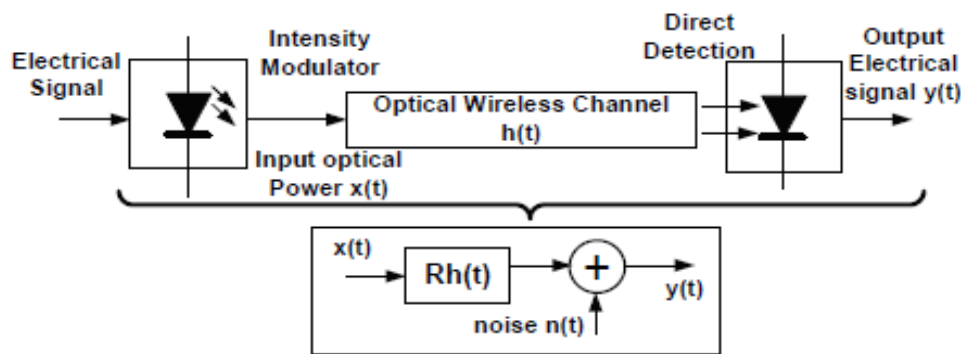 Electrical
Signal
Intensity
Modulator
Input optical
Power x(t)
Optical Wireless Channel
h(t)
Direct
Detection
Output
Electrical
signal y(t)
x(t)
Rh(t)
+
y(t)
noise n(t)